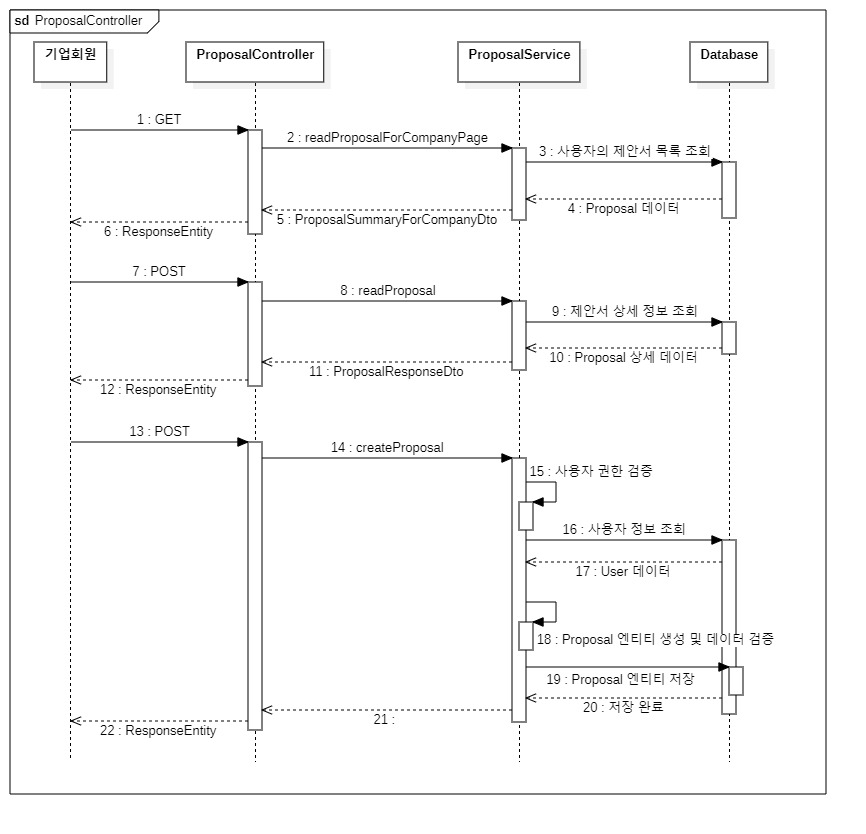 sd ProposalController
기업회원
ProposalController
ProposalService
Database
1 : GET
2 : readProposalForCompanyPage
3 : 사용자의 제안서 목록 조회
4 : Proposal 데이터
5 : ProposalSummaryForCompanyDto
6 : ResponseEntity
7 : POST
8 : readProposal
9 : 제안서 상세 정보 조회
10 : Proposal 상세 데이터
11 : ProposalResponseDto
12 : ResponseEntity
13 : POST
14 : createProposal
15 : 사용자 권한 검증
16 : 사용자 정보 조회
17 : User 데이터
18 : Proposal 엔티티 생성 및 데이터 검증
19 : Proposal 엔티티 저장
20 : 저장 완료
21 :
22 : ResponseEntity